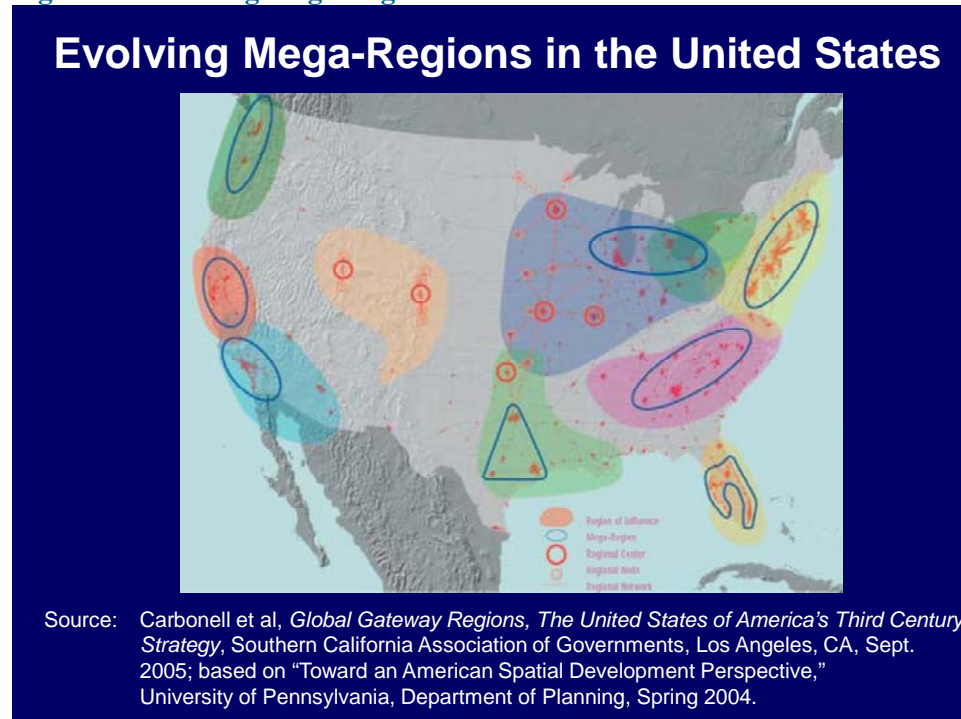 Evolving Mega-Regions in the United States
Region of Influence
Mega-Region
Regional Center
Regional Node
Regional Network
Source: Carbonell et al, Global Gateway Regions, The United States of America's Third Century
Strategy, Southern California Association of Governments, Los Angeles, CA, Sept.
2005; based on “Toward an American Spatial Development Perspective,”
University of Pennsylvania, Department of Planning, Spring 2004.